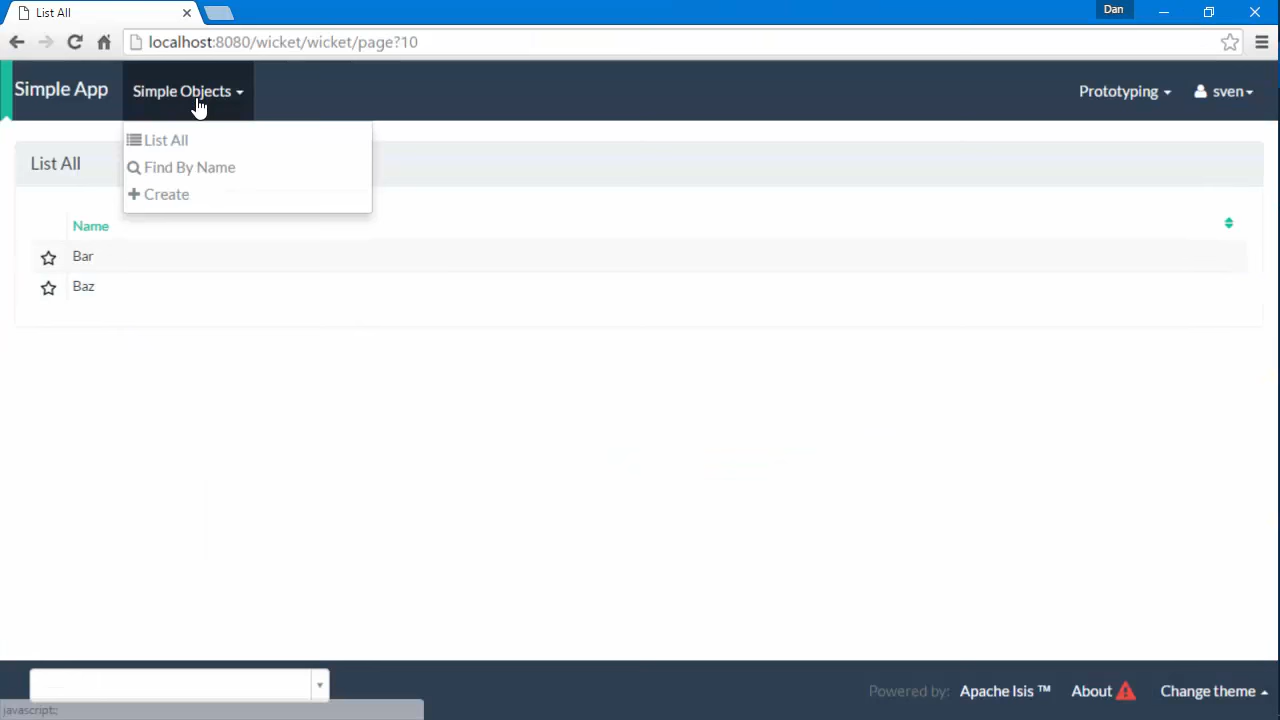 List All
Dan
localhost:8080/wicket/wicket/page?10
Simple App
Simple Objects
Prototyping
sven
List All
Find By Name
Create
List All
Name
Bar
Baz
Powered by: Apache Isis ™
About
Change theme
javascript:;